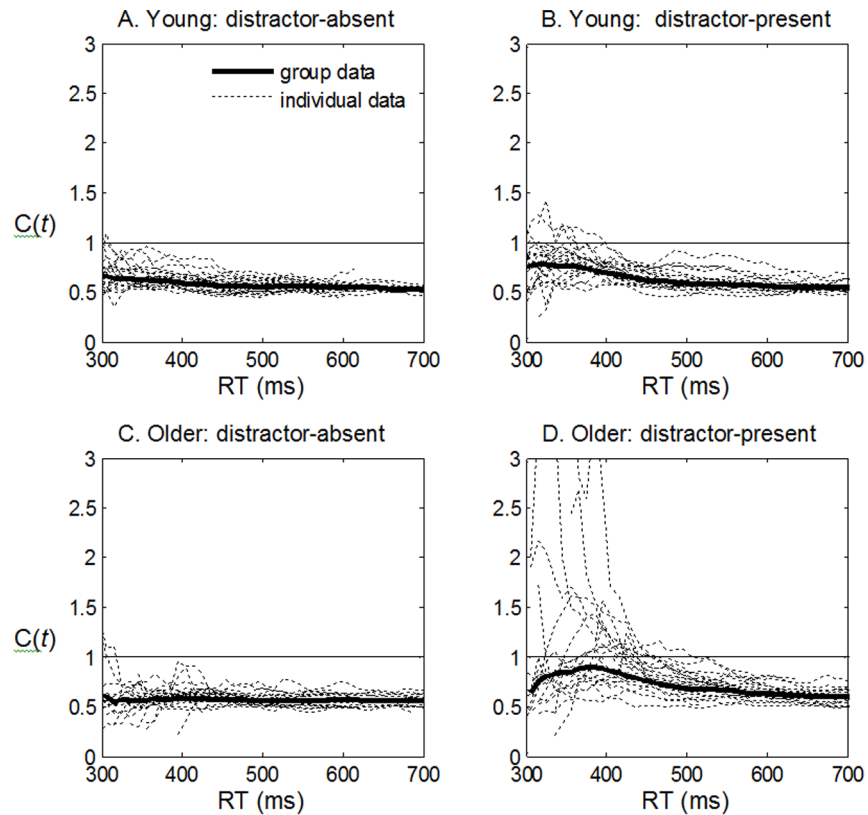 A. Young: distractor-absent
B. Young: distractor-present
3
2.5
2
1.5
1
0.5
0
C(t)
group data
individual data
300 400 500 600 700
RT (ms)
3
2.5
2
1.5
1
0.5
0
300 400 500 600 700
RT (ms)
C. Older: distractor-absent
D. Older: distractor-present
3
2.5
2
1.5
1
0.5
0
C(t)
300 400 500 600 700
RT (ms)
3
2.5
2
1.5
1
0.5
0
300 400 500 600 700
RT (ms)